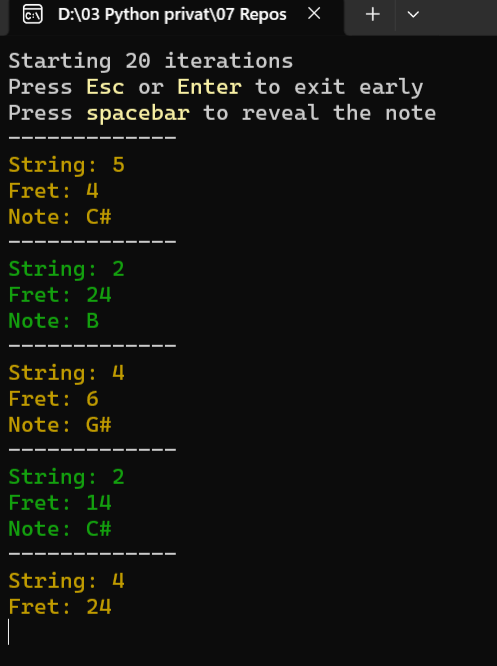 D:\03 Python privat\07 Repos
Starting 20 iterations
Press Esc or Enter to exit early
Press spacebar to reveal the note
-------------
String: 5
Fret: 4
Note: C#
-------------
String: 2
Fret: 24
Note: B
-------------
String: 4
Fret: 6
Note: G#
-------------
String: 2
Fret: 14
Note: C#
-------------
String: 4
Fret: 24